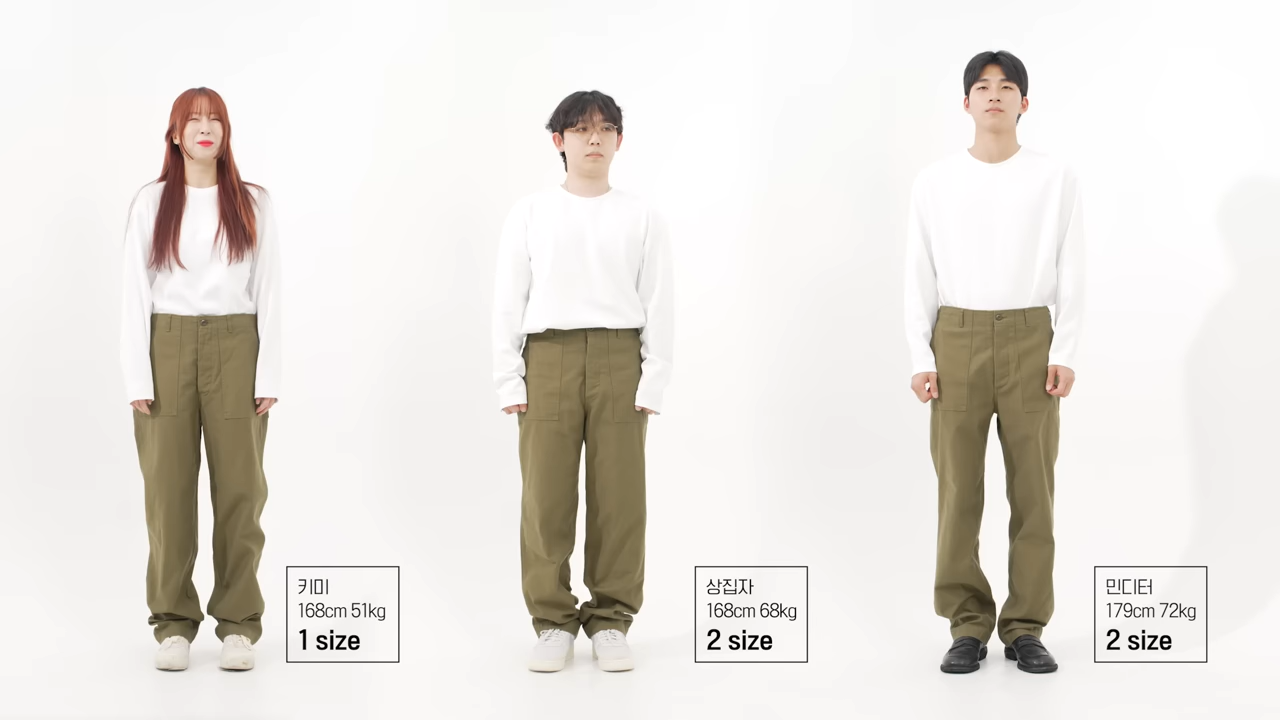 키미
168cm 51kg
1 size
상집자
168cm 68kg
2 size
민디터
179cm 72kg
2 size